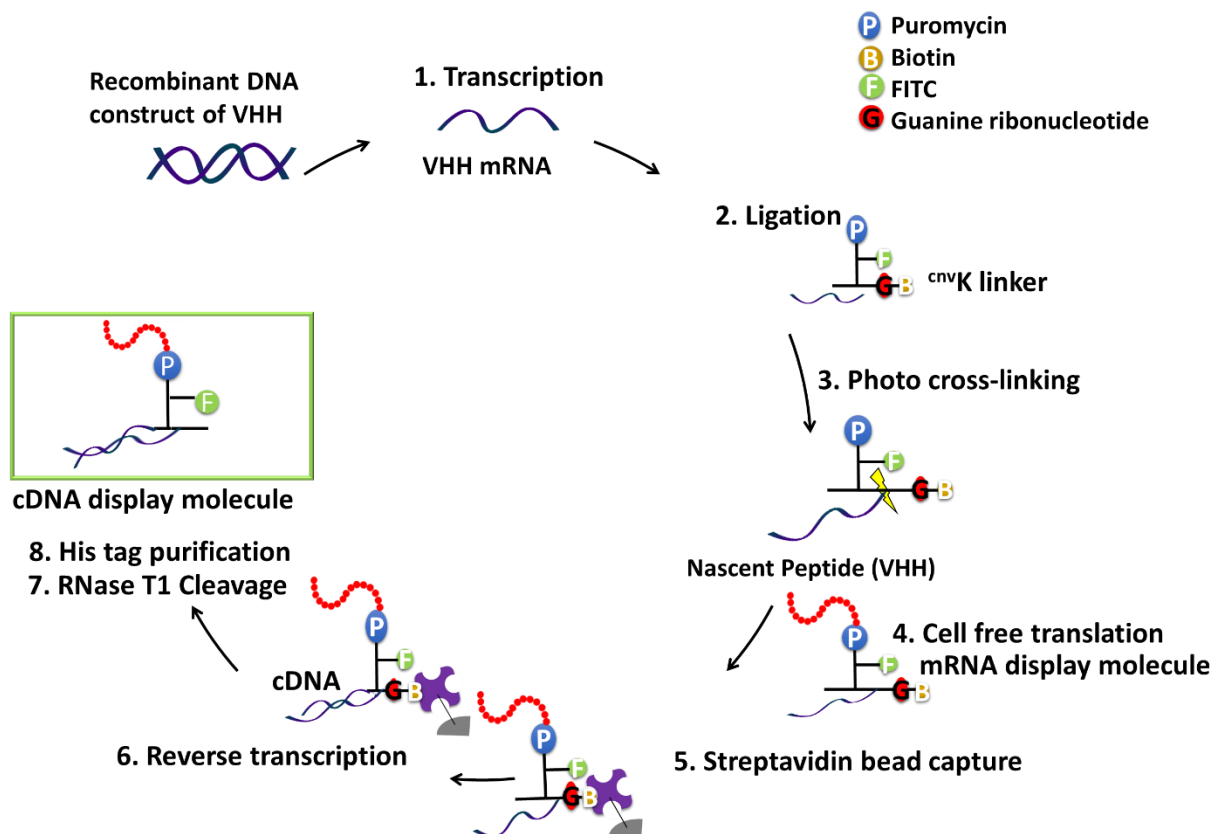 P Puromycin
B Biotin
F FITC
G Guanine ribonucleotide
Recombinant DNA
construct of VHH
1. Transcription
VHH mRNA
2. Ligation
P
F
G B
cnvK linker
3. Photo cross-linking
P
F
G B
Nascent Peptide (VHH)
P
F
G B
4. Cell free translation
mRNA display molecule
5. Streptavidin bead capture
P
F
G B
6. Reverse transcription
cDNA
P
F
G B
7. RNase T1 Cleavage
8. His tag purification
P
F
cDNA display molecule